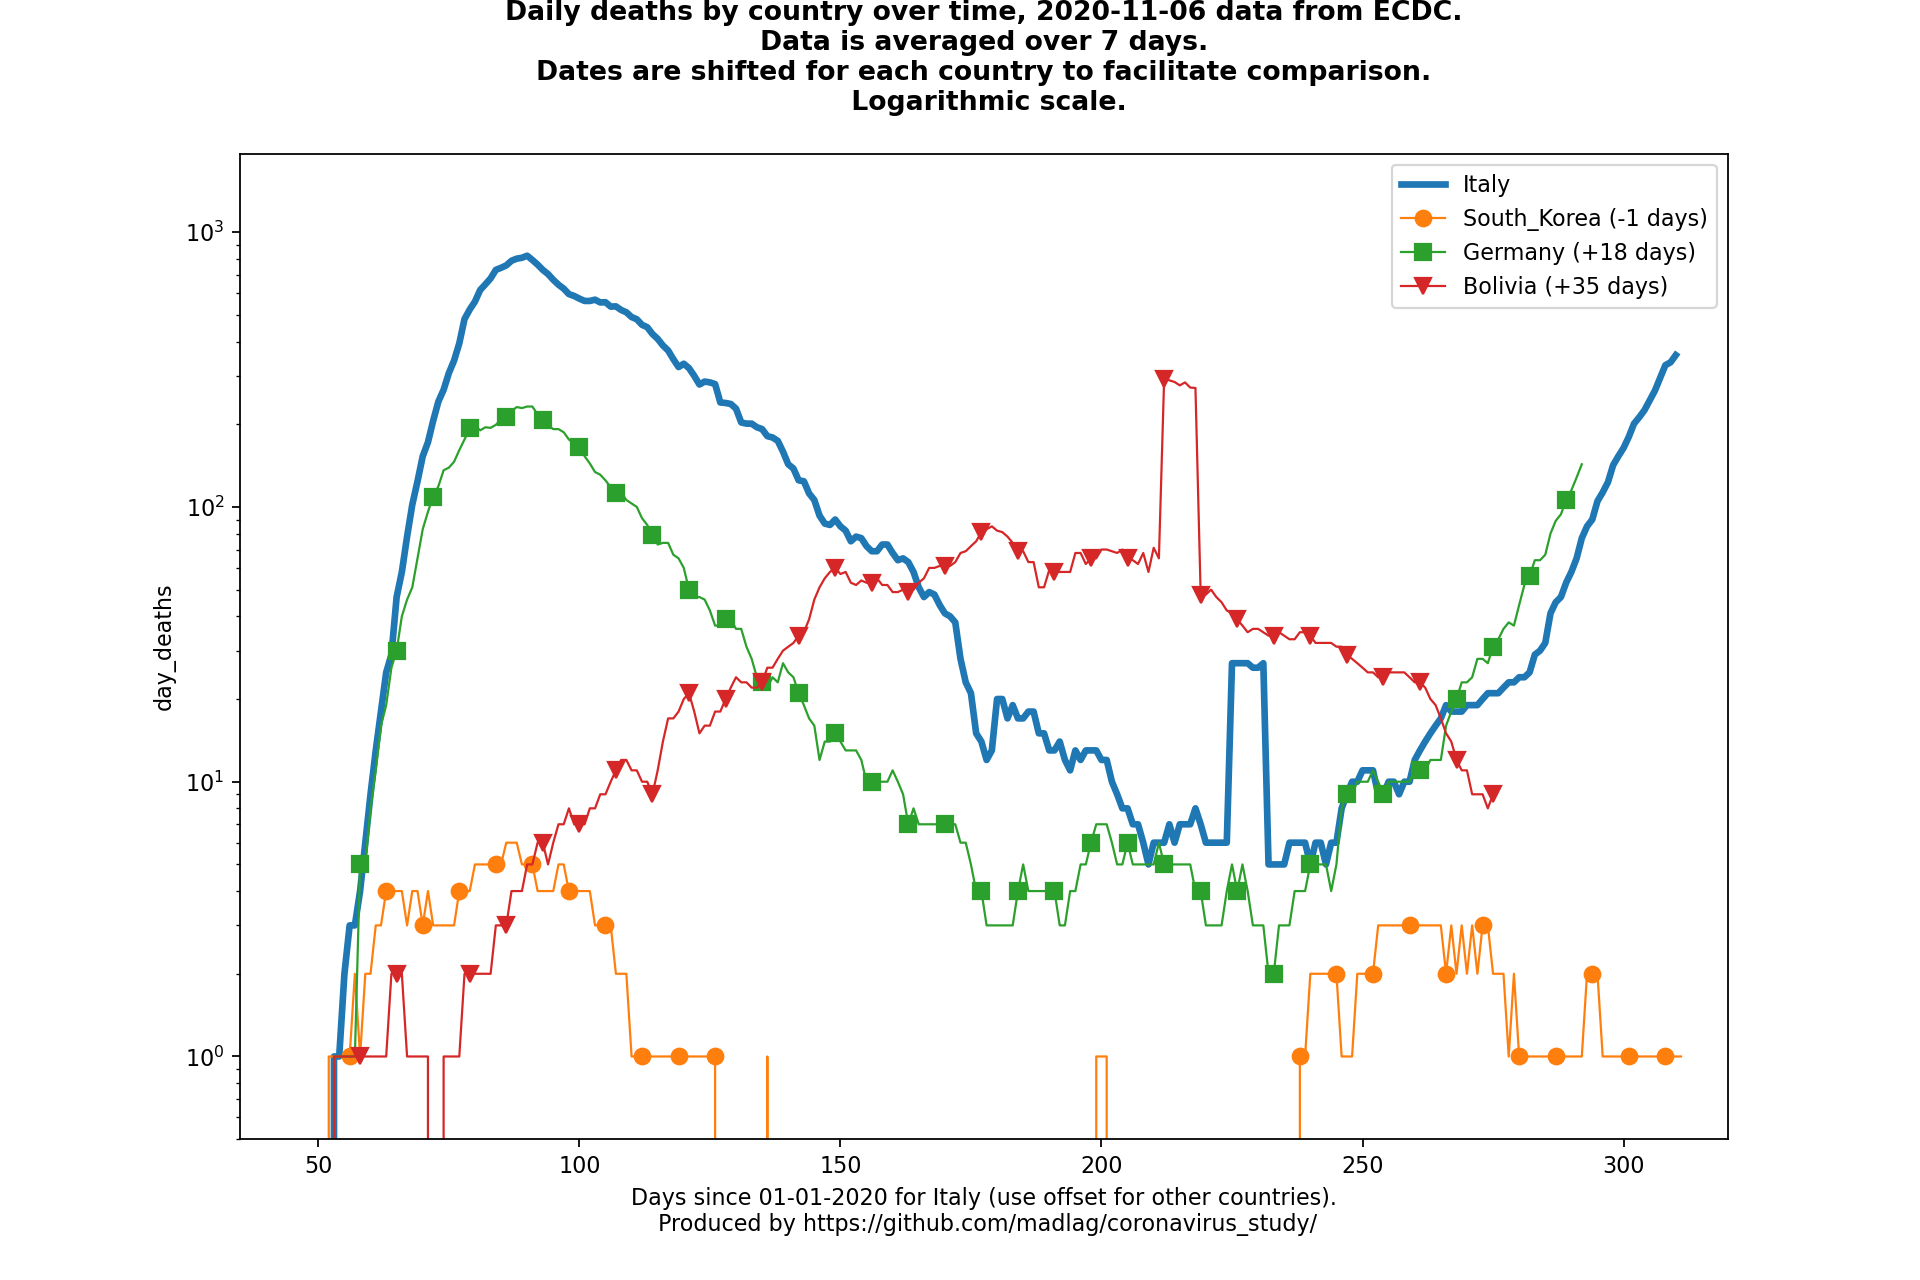 Daily deaths by country over time, 2020-11-06 data from ECDC.
Data is averaged over 7 days.
Dates are shifted for each country to facilitate comparison.
Logarithmic scale.
Italy
South_Korea (-1 days)
Germany (+18 days)
Bolivia (+35 days)
day_deaths
10³
10²
10¹
10⁰
50 100 150 200 250 300
Days since 01-01-2020 for Italy (use offset for other countries).
Produced by https://github.com/madlag/coronavirus_study/